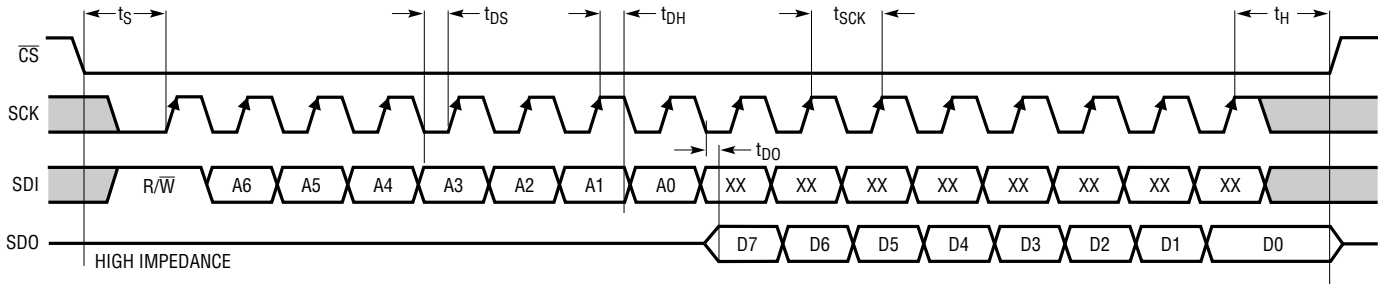 tS tDS tDH tSCK tH
C̅S̅
SCK
tDO
SDI R/W̅ A6 A5 A4 A3 A2 A1 A0 XX XX XX XX XX XX XX XX
SDO D7 D6 D5 D4 D3 D2 D1 D0
HIGH IMPEDANCE